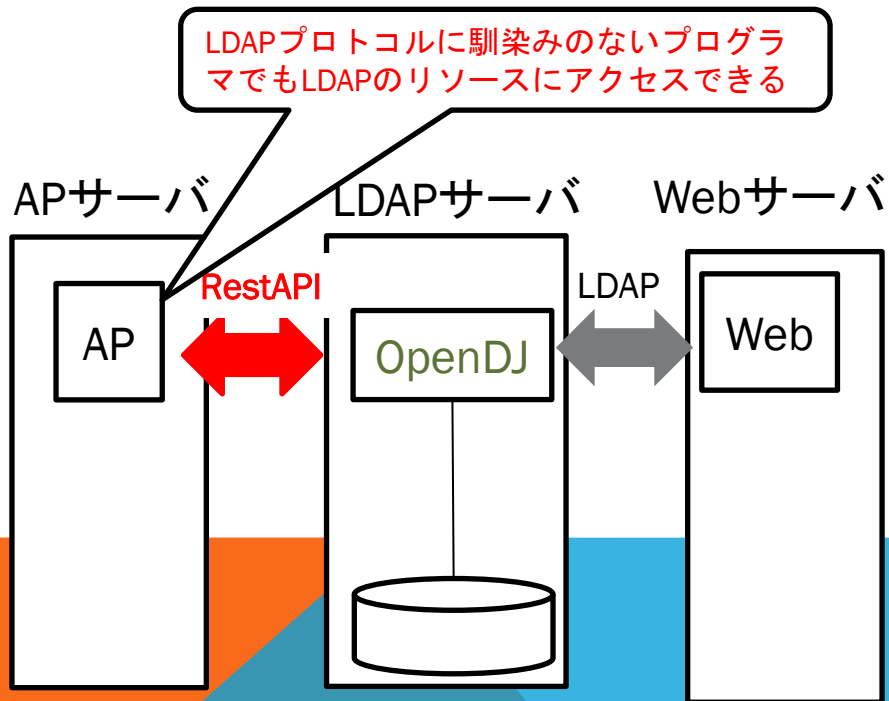 LDAPプロトコルに馴染みのないプログラ
マでもLDAPのリソースにアクセスできる
APサーバ
LDAPサーバ
Webサーバ
RestAPI
LDAP
AP
OpenDJ
Web